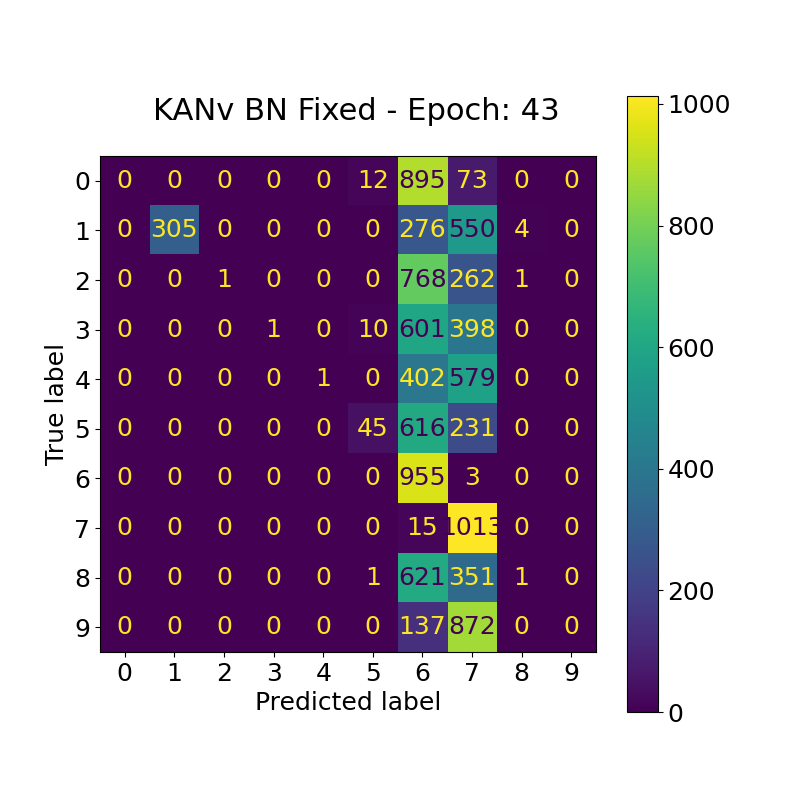 KANv BN Fixed - Epoch: 43
0 0 0 0 0 0 12 895 73 0 0
1 0 305 0 0 0 0 276 550 4 0
2 0 0 1 0 0 0 768 262 1 0
3 0 0 0 1 0 10 601 398 0 0
4 0 0 0 0 1 0 402 579 0 0
5 0 0 0 0 0 45 616 231 0 0
6 0 0 0 0 0 0 955 3 0 0
7 0 0 0 0 0 0 15 1013 0 0
8 0 0 0 0 0 1 621 351 1 0
9 0 0 0 0 0 0 137 872 0 0
0 1 2 3 4 5 6 7 8 9
Predicted label
True label
1000
800
600
400
200
0